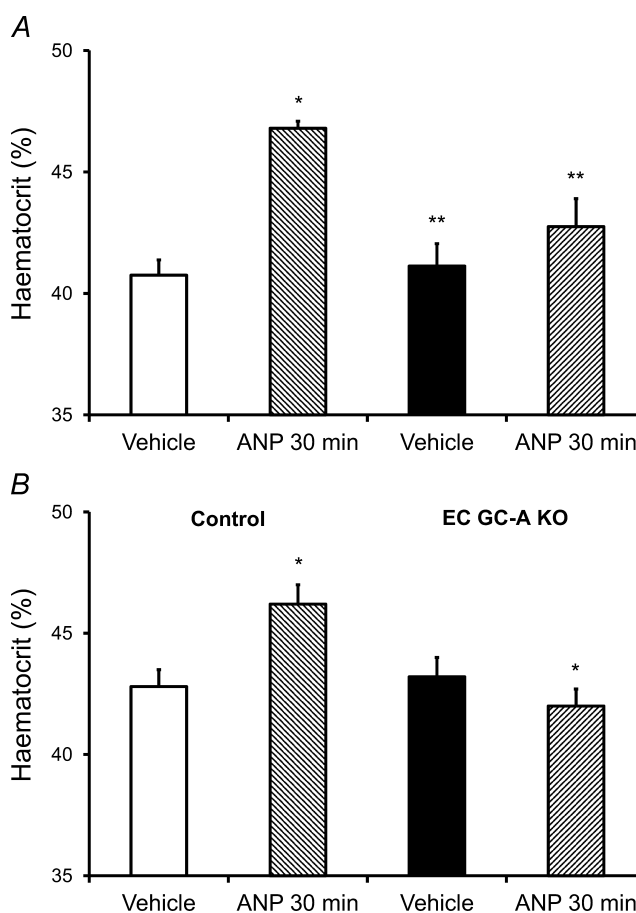 A
50
45
40
35
Haematocrit (%)
*
**
**
Vehicle ANP 30 min Vehicle ANP 30 min
B
50
45
40
35
Haematocrit (%)
Control EC GC-A KO
*
*
Vehicle ANP 30 min Vehicle ANP 30 min